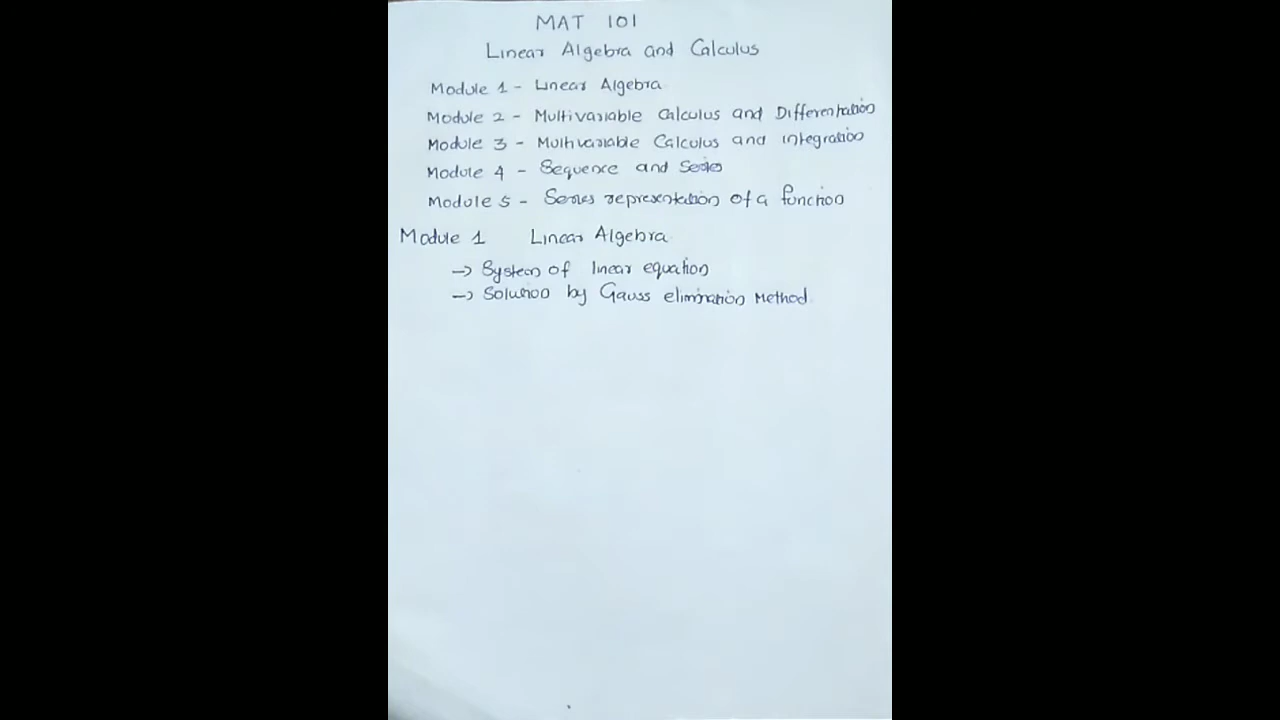 MAT 101
Linear Algebra and Calculus
Module 1 - Linear Algebra
Module 2 - Multivariable Calculus and Differentiation
Module 3 - Multivariable Calculus and integration
Module 4 - Sequence and Series
Module 5 - Series representation of a function
Module 1 Linear Algebra
→ System of linear equation
→ Solution by Gauss elimination Method